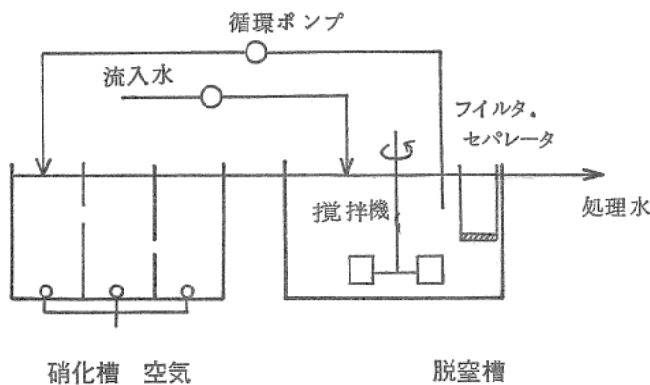 循環ポンプ
流入水
フイルタ.
セパレータ
攪拌機
処理水
硝化槽 空気
脱窒槽